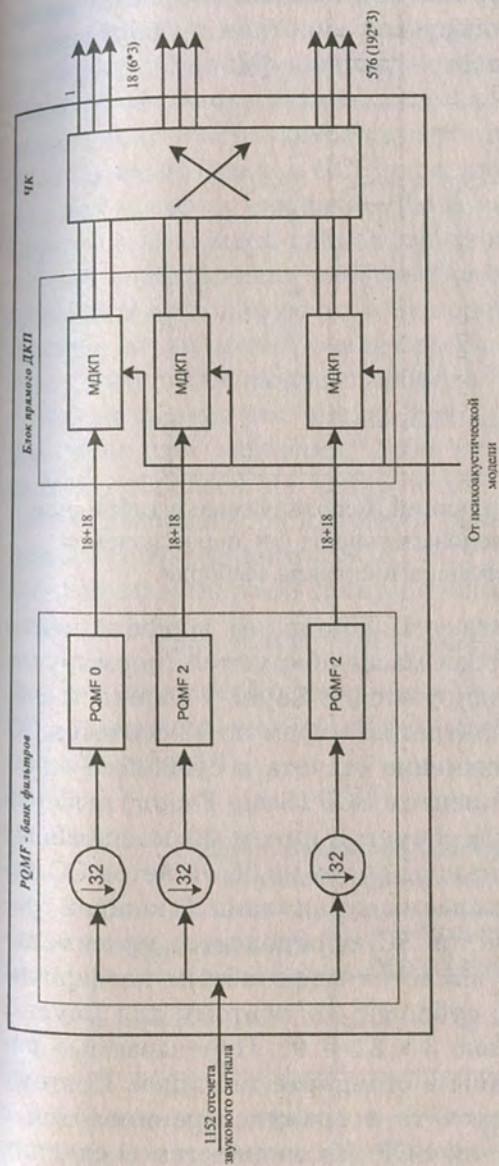 PQMF - банк фильтров
Блок прямого ДКП
ЧК
1152 отсчета
звукового сигнала
32
PQMF 0
18+18
МДКП
1
18 (6*3)
32
PQMF 2
18+18
МДКП
32
PQMF 2
18+18
МДКП
576 (192*3)
От психоакустической
модели